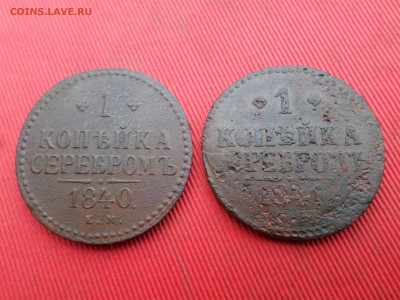 COINS.LAVE.RU
1
КОПѢЙКА
СЕРЕБРОМЪ
1840.
Е.М.
1
КОПѢЙКА
СЕРЕБРОМЪ